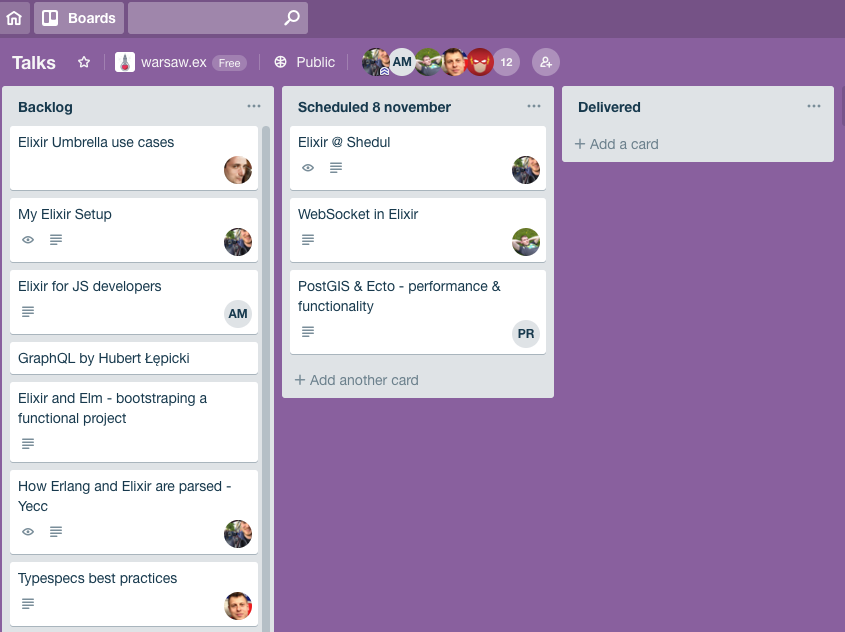 Boards
Talks
warsaw.ex Free
Public
AM
12
Backlog
Elixir Umbrella use cases
My Elixir Setup
Elixir for JS developers
AM
GraphQL by Hubert Łępicki
Elixir and Elm - bootstraping a
functional project
How Erlang and Elixir are parsed -
Yecc
Typespecs best practices
Scheduled 8 november
Elixir @ Shedul
WebSocket in Elixir
PostGIS & Ecto - performance &
functionality
PR
+ Add another card
Delivered
+ Add a card